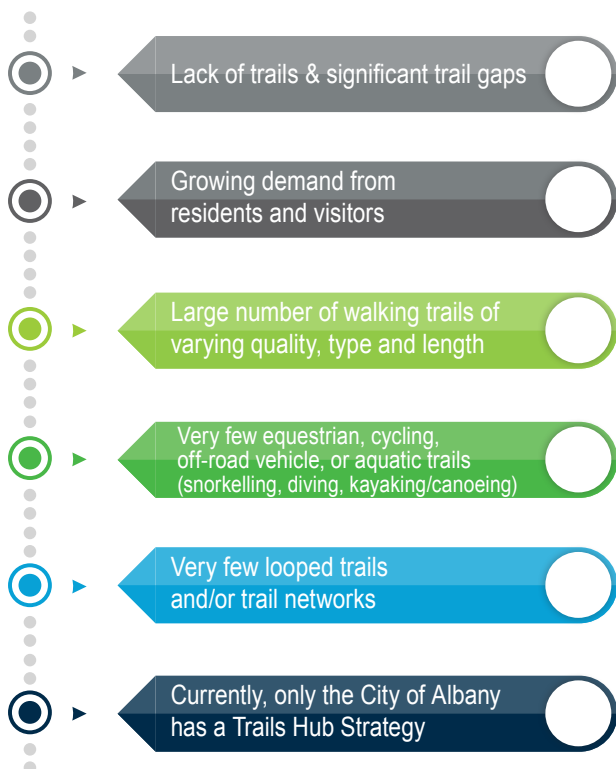 Lack of trails & significant trail gaps
Growing demand from
residents and visitors
Large number of walking trails of
varying quality, type and length
Very few equestrian, cycling,
off-road vehicle, or aquatic trails
(snorkelling, diving, kayaking/canoeing)
Very few looped trails
and/or trail networks
Currently, only the City of Albany
has a Trails Hub Strategy